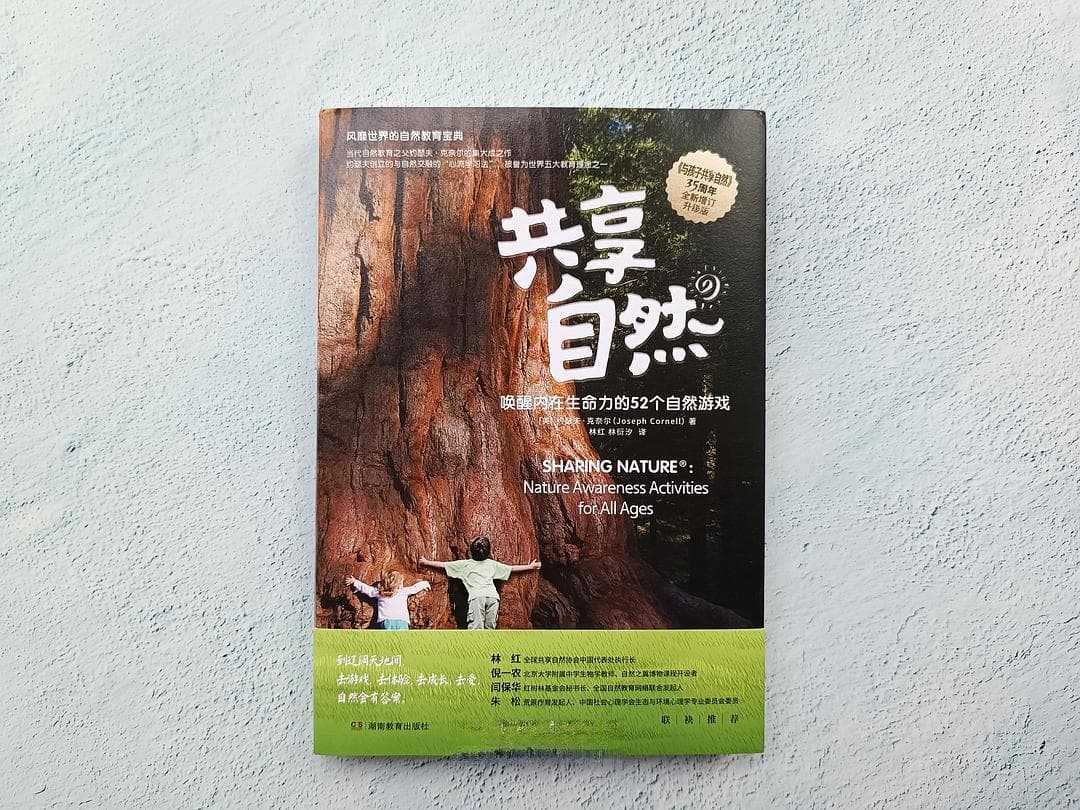 风靡世界的自然教育宝典
当代自然教育之父约瑟夫·克奈尔的集大成之作
约瑟夫创立的与自然交融的“心流学习法”，被誉为世界五大教育理念之一
《与孩子共享自然》
35周年
全新增订
升级版
共享
自然
唤醒内在生命力的52个自然游戏
[美] 约瑟夫·克奈尔(Joseph Cornell) 著
林红 林衍汐 译
SHARING NATURE®:
Nature Awareness Activities
for All Ages
到辽阔天地间，
去游戏，去体验，去成长，去爱，
自然会有答案；
林 红 全球共享自然协会中国代表处执行长
倪一农 北京大学附属中学生物学教师、自然之翼博物课程开设者
闫保华 红树林基金会秘书长、全国自然教育网络联合发起人
朱 松 荒原作育发起人、中国社会心理学会生态与环境心理学专业委员会委员
联袂推荐
湖南教育出版社